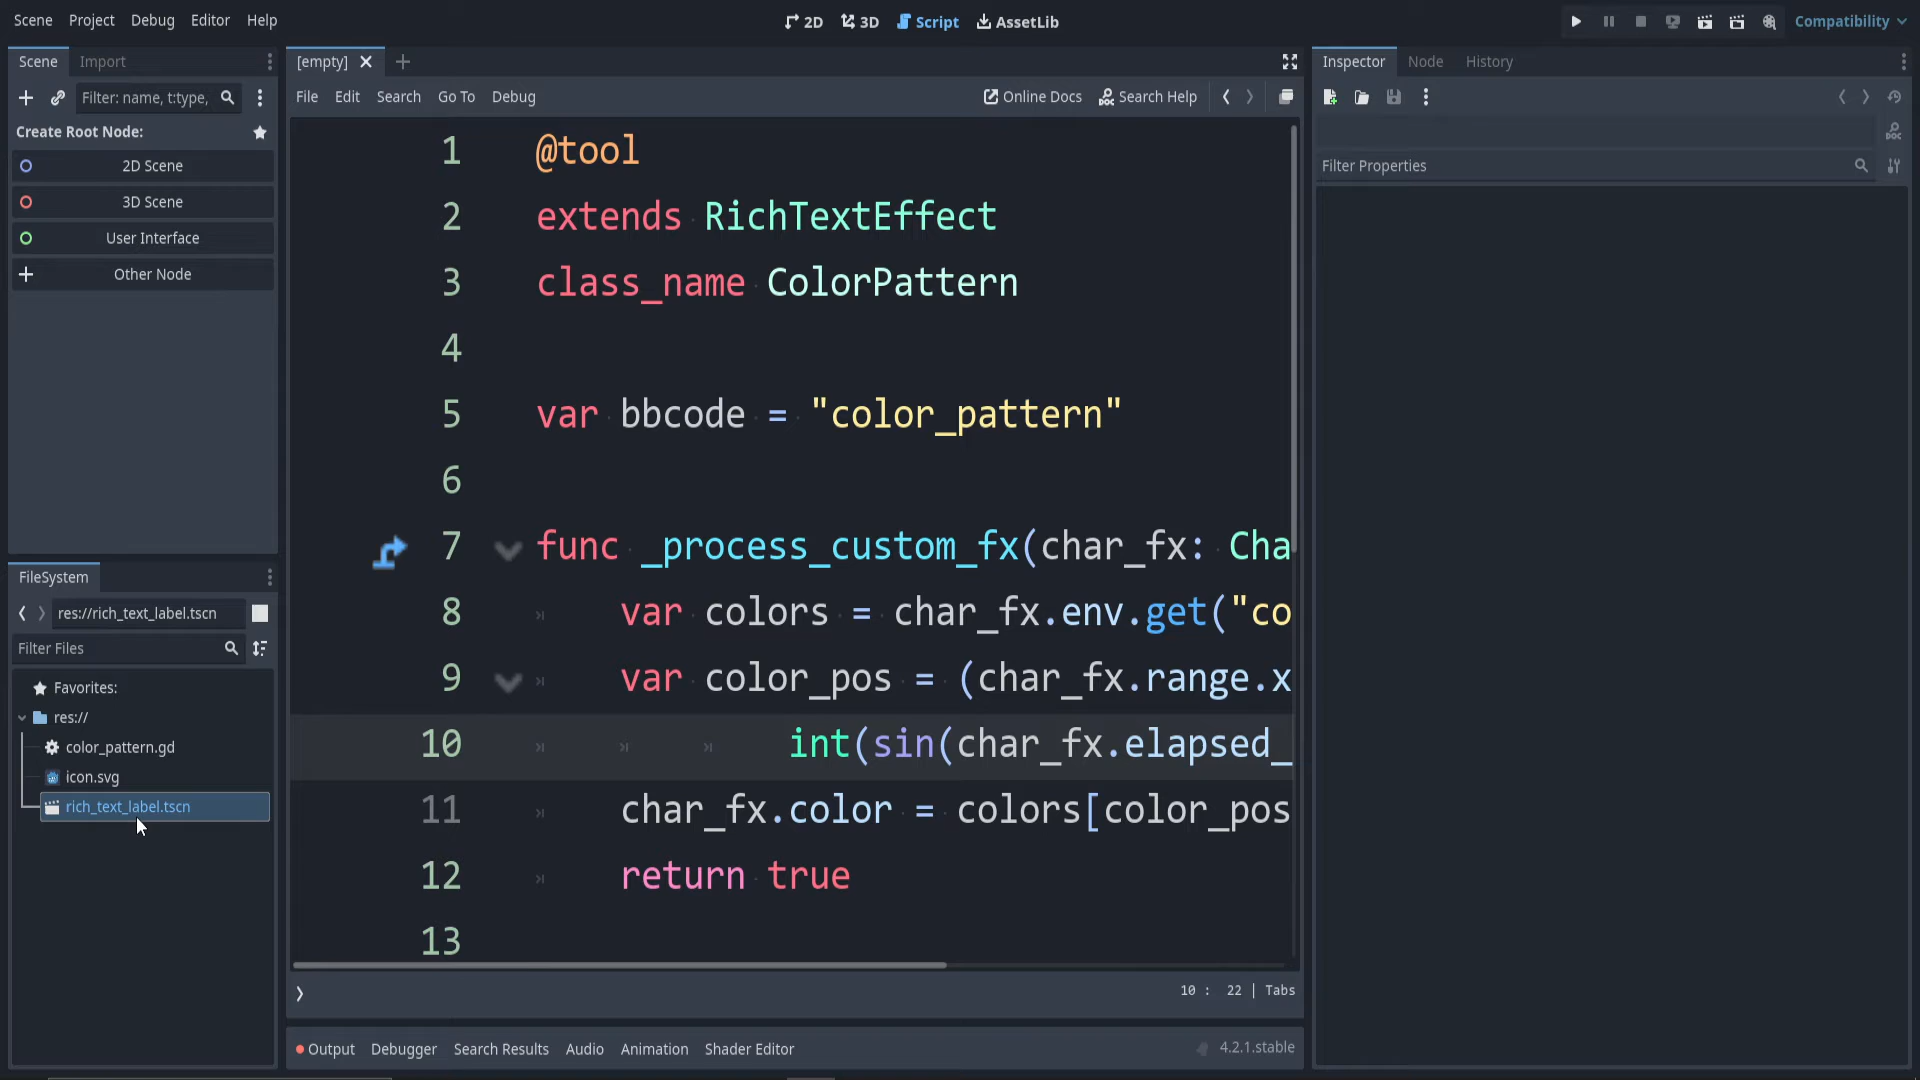 Scene Project Debug Editor Help
2D 3D Script AssetLib
Compatibility
Scene Import
Filter: name, t:type,
Create Root Node:
2D Scene
3D Scene
User Interface
Other Node
FileSystem
res://rich_text_label.tscn
Filter Files
Favorites:
res://
color_pattern.gd
icon.svg
rich_text_label.tscn
[empty]
File Edit Search Go To Debug
Online Docs Search Help
1 @tool
2 extends RichTextEffect
3 class_name ColorPattern
4
5 var bbcode = "color_pattern"
6
7 func _process_custom_fx(char_fx: Cha
8 var colors = char_fx.env.get("co
9 var color_pos = (char_fx.range.x
10 int(sin(char_fx.elapsed_
11 char_fx.color = colors[color_pos
12 return true
13
10 : 22 | Tabs
Output Debugger Search Results Audio Animation Shader Editor
4.2.1.stable
Inspector Node History
DOC
Filter Properties